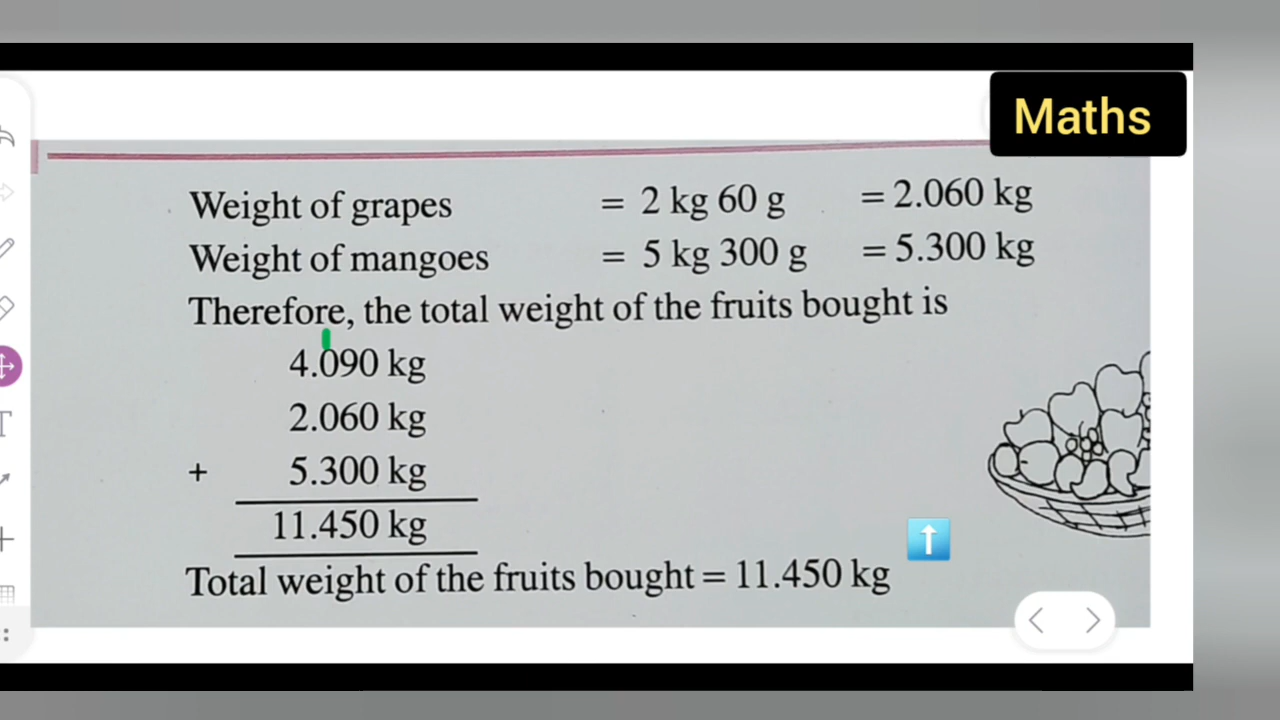 Maths
Weight of grapes = 2 kg 60 g = 2.060 kg
Weight of mangoes = 5 kg 300 g = 5.300 kg
Therefore, the total weight of the fruits bought is
4.090 kg
2.060 kg
+ 5.300 kg
11.450 kg
Total weight of the fruits bought = 11.450 kg